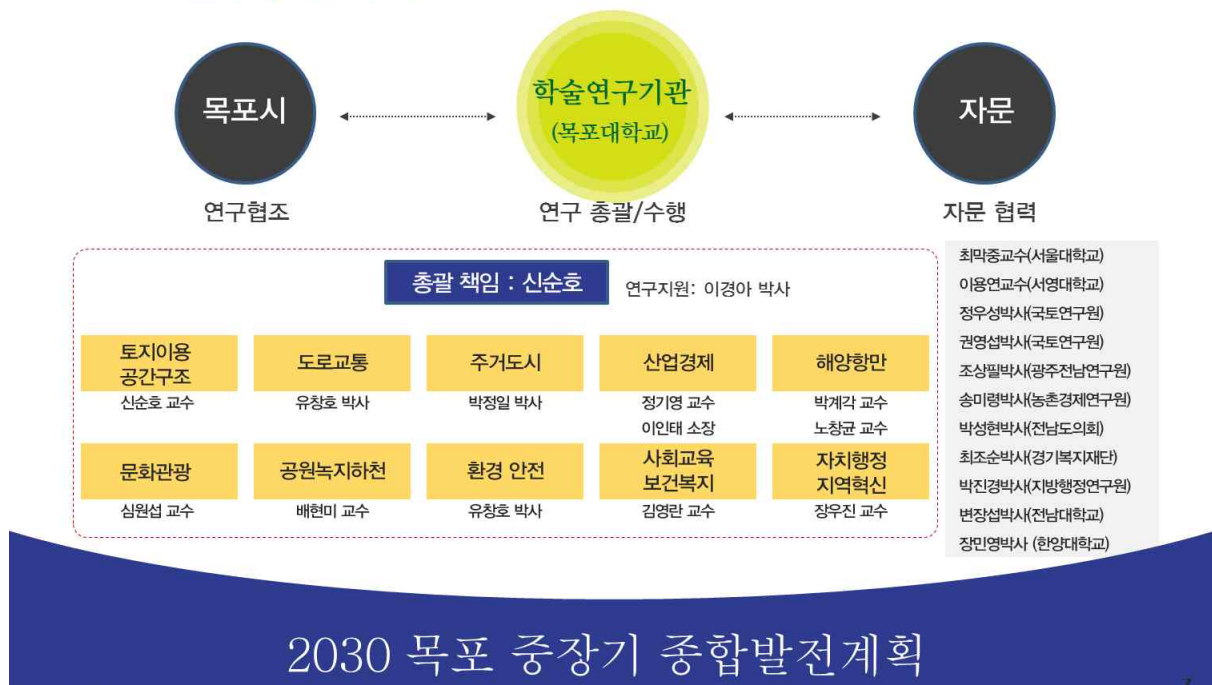 목포시
학술연구기관
(목포대학교)
자문
연구협조
연구 총괄/수행
자문 협력
총괄 책임 : 신순호
연구지원: 이경아 박사
토지이용
공간구조
신순호 교수
도로교통
유창호 박사
주거도시
박정일 박사
산업경제
정기영 교수
이인태 소장
해양항만
박계각 교수
노창균 교수
문화관광
심원섭 교수
공원녹지하천
배현미 교수
환경 안전
유창호 박사
사회교육
보건복지
김영란 교수
자치행정
지역혁신
장우진 교수
최막중교수(서울대학교)
이용연교수(서영대학교)
정우성박사(국토연구원)
권영섭박사(국토연구원)
조상필박사(광주전남연구원)
송미령박사(농촌경제연구원)
박성현박사(전남도의회)
최조순박사(경기복지재단)
박진경박사(지방행정연구원)
변장섭박사(전남대학교)
장민영박사 (한양대학교)
2030 목포 중장기 종합발전계획